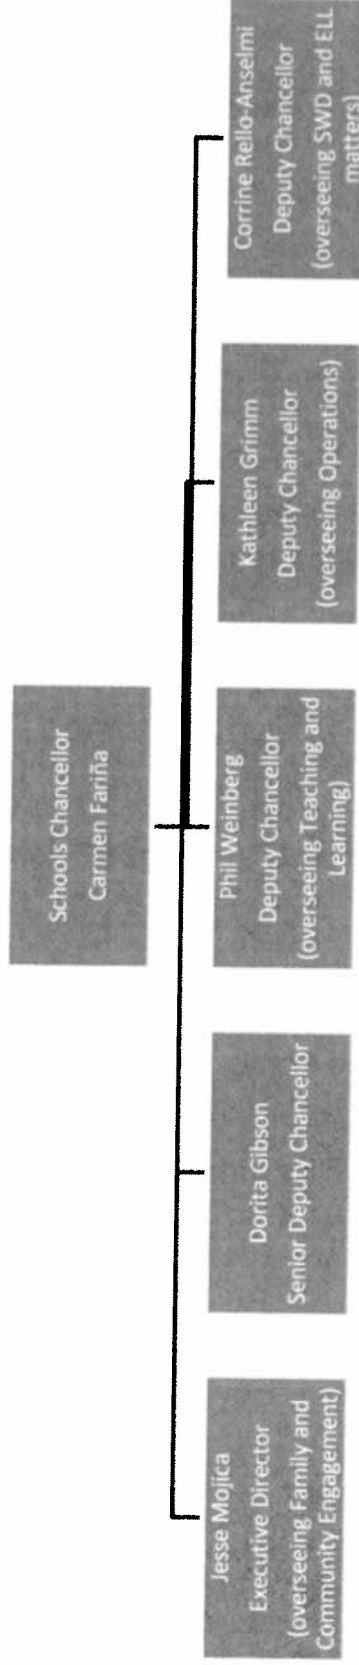 Schools Chancellor
Carmen Fariña
Jesse Mojica
Executive Director
(overseeing Family and
Community Engagement)
Dorita Gibson
Senior Deputy Chancellor
Phil Weinberg
Deputy Chancellor
(overseeing Teaching and
Learning)
Kathleen Grimm
Deputy Chancellor
(overseeing Operations)
Corrine Rello-Anselmi
Deputy Chancellor
(overseeing SWD and ELL
matters)